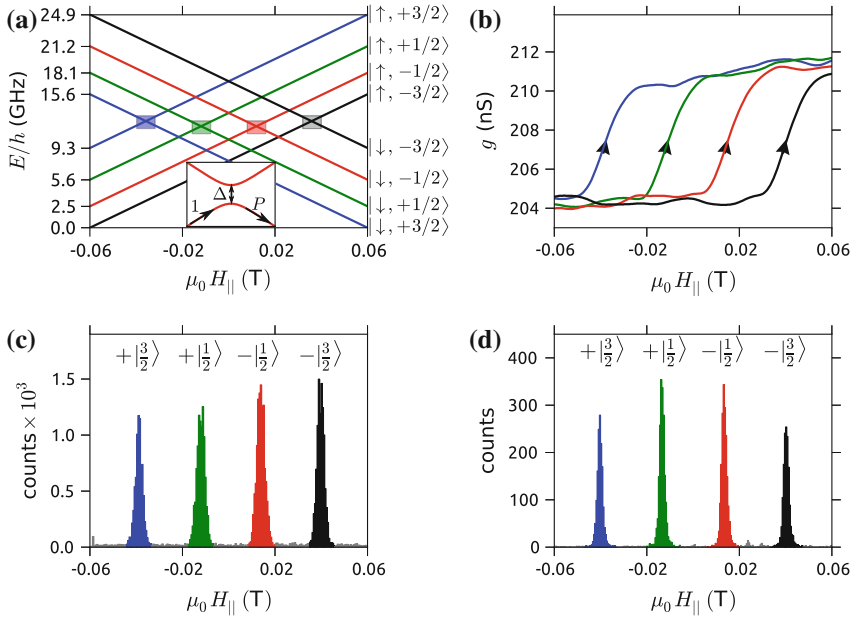 (a)
E/h (GHz)
24.9
21.2
18.1
15.6
9.3
5.6
2.5
0.0
-0.06
-0.02
0.02
0.06
μ₀H|| (T)
|↑, +3/2⟩
|↑, +1/2⟩
|↑, −1/2⟩
|↑, −3/2⟩
|↓, −3/2⟩
|↓, −1/2⟩
|↓, +1/2⟩
|↓, +3/2⟩
1
Δ
P
(b)
g (nS)
212
210
208
206
204
-0.06
-0.02
0.02
0.06
μ₀H|| (T)
(c)
+|3/2⟩ +|1/2⟩ −|1/2⟩ −|3/2⟩
counts × 10³
1.5
1.0
0.5
0.0
-0.06
-0.02
0.02
0.06
μ₀H|| (T)
(d)
+|3/2⟩ +|1/2⟩ −|1/2⟩ −|3/2⟩
counts
400
300
200
100
0
-0.06
-0.02
0.02
0.06
μ₀H|| (T)